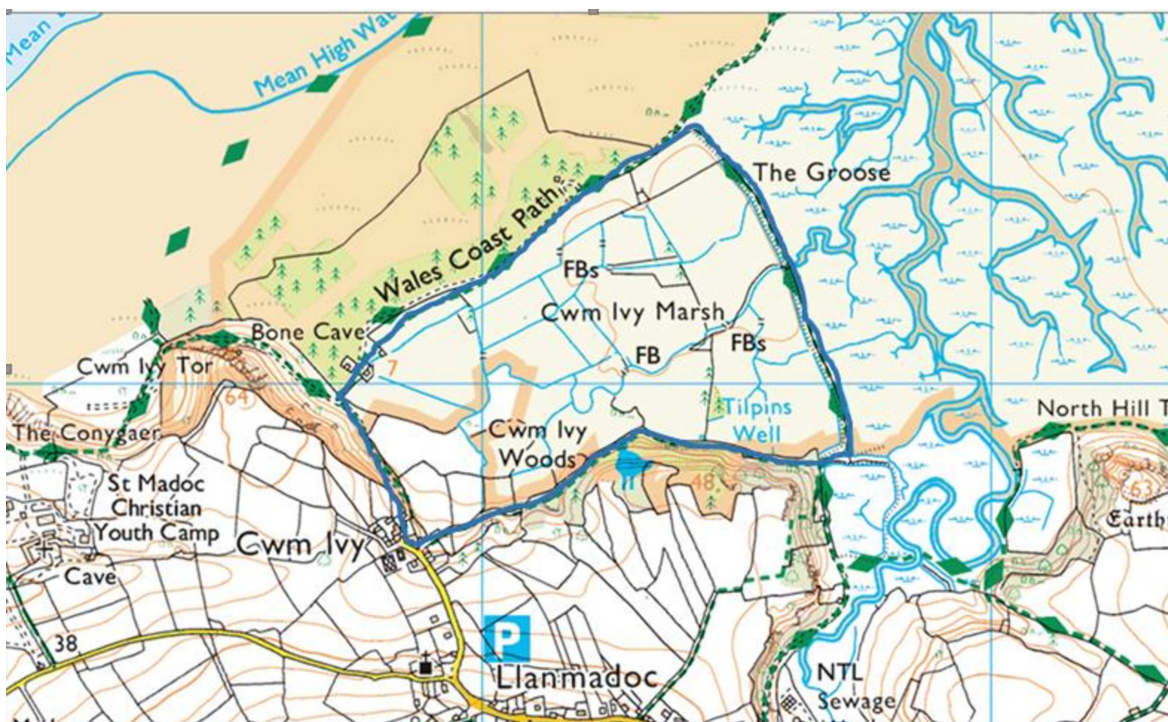 Mean
Mean High Wat
The Groose
Wales Coast Path
FBs
Cwm Ivy Marsh
Bone Cave
FBs
7
FB
Cwm Ivy Tor
64
Tilpins
Well
North Hill T
The Conygaer
Cwm Ivy
Woods
St Madoc
Christian
Youth Camp
48
63
Earth
Cwm Ivy
Cave
P
38
Llanmadoc
NTL
Sewage